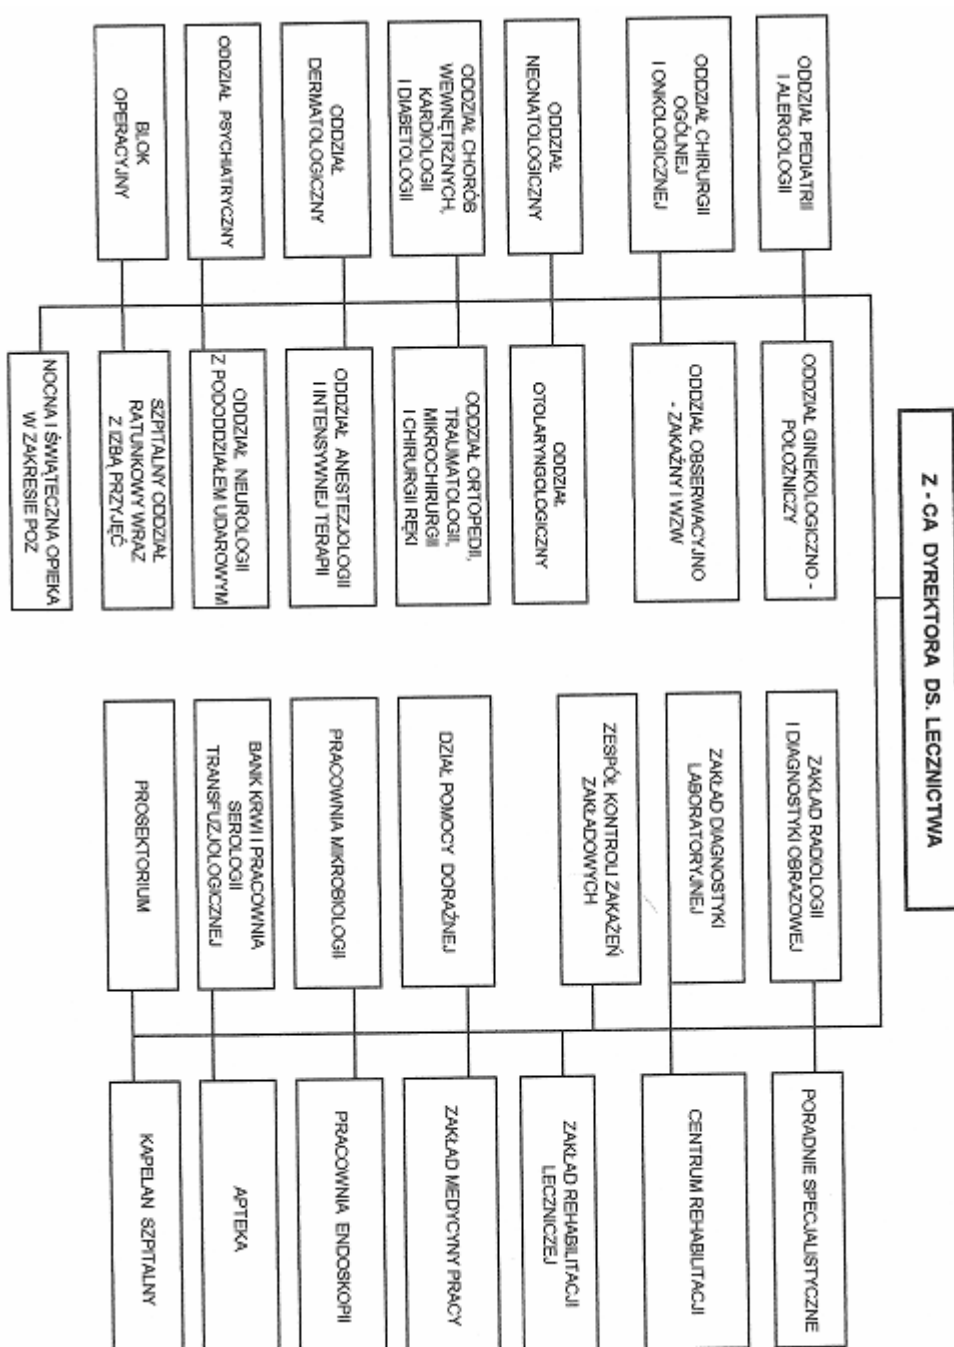 Z - CA DYREKTORA DS. LECZNICTWA
ODDZIAŁ PEDIATRII
I ALERGOLOGII
ODDZIAŁ GINEKOLOGICZNO -
POŁOŻNICZY
ODDZIAŁ CHIRURGII
OGÓLNEJ
I ONKOLOGICZNEJ
ODDZIAŁ OBSERWACYJNO
- ZAKAŹNY I WZW
ODDZIAŁ
NEONATOLOGICZNY
ODDZIAŁ
OTOLARYNGOLOGICZNY
ODDZIAŁ CHORÓB
WEWNĘTRZNYCH,
KARDIOLOGII
I DIABETOLOGII
ODDZIAŁ ORTOPEDII,
TRAUMATOLOGII,
MIKROCHIRURGII
I CHIRURGII RĘKI
ODDZIAŁ
DERMATOLOGICZNY
ODDZIAŁ ANESTEZJOLOGII
I INTENSYWNEJ TERAPII
ODDZIAŁ PSYCHIATRYCZNY
ODDZIAŁ NEUROLOGII
Z PODODDZIAŁEM UDAROWYM
BLOK
OPERACYJNY
SZPITALNY ODDZIAŁ
RATUNKOWY WRAZ
Z IZBĄ PRZYJĘĆ
NOCNA I ŚWIĄTECZNA OPIEKA
W ZAKRESIE POZ
ZAKŁAD RADIOLOGII
I DIAGNOSTYKI OBRAZOWEJ
PORADNIE SPECJALISTYCZNE
ZAKŁAD DIAGNOSTYKI
LABORATORYJNEJ
CENTRUM REHABILITACJI
ZESPÓŁ KONTROLI ZAKAŻEŃ
ZAKŁADOWYCH
ZAKŁAD REHABILITACJI
LECZNICZEJ
DZIAŁ POMOCY DORAŹNEJ
ZAKŁAD MEDYCYNY PRACY
PRACOWNIA MIKROBIOLOGII
PRACOWNIA ENDOSKOPII
BANK KRWI I PRACOWNIA
SEROLOGII
TRANSFUZJOLOGICZNEJ
APTEKA
PROSEKTORIUM
KAPELAN SZPITALNY